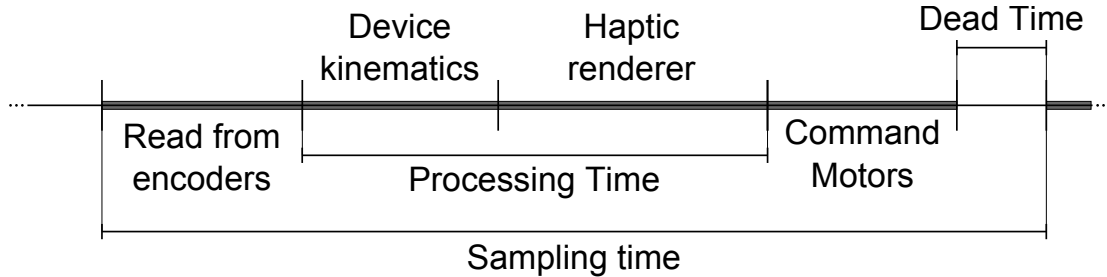 Device
kinematics
Haptic
renderer
Dead Time
...
...
Read from
encoders
Processing Time
Command
Motors
Sampling time